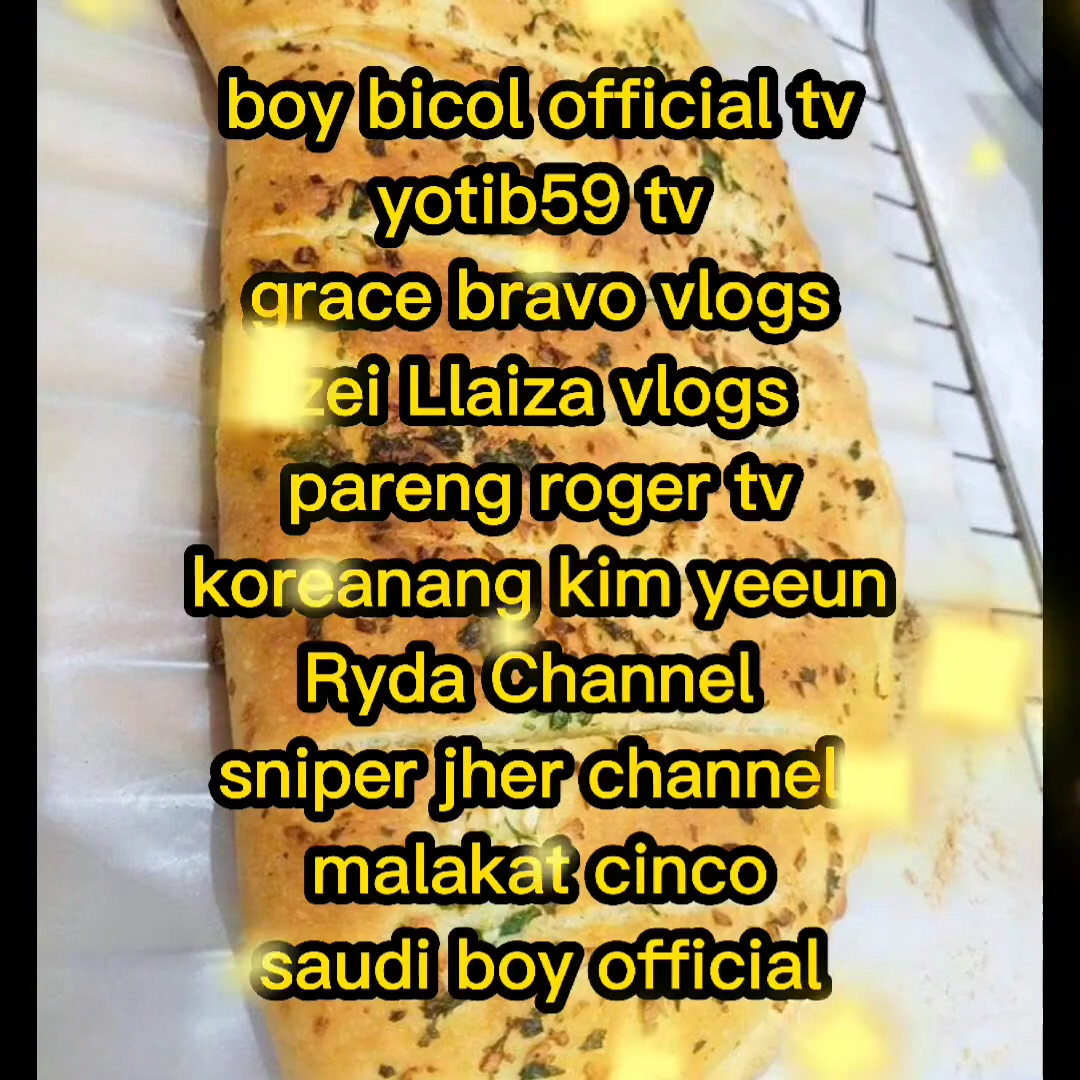 boy bicol official tv
yotib59 tv
grace bravo vlogs
Llaiza vlogs
pareng roger tv
koreanang kim yeeun
Ryda Channel
sniper jher channel
malakat cinco
saudi boy official